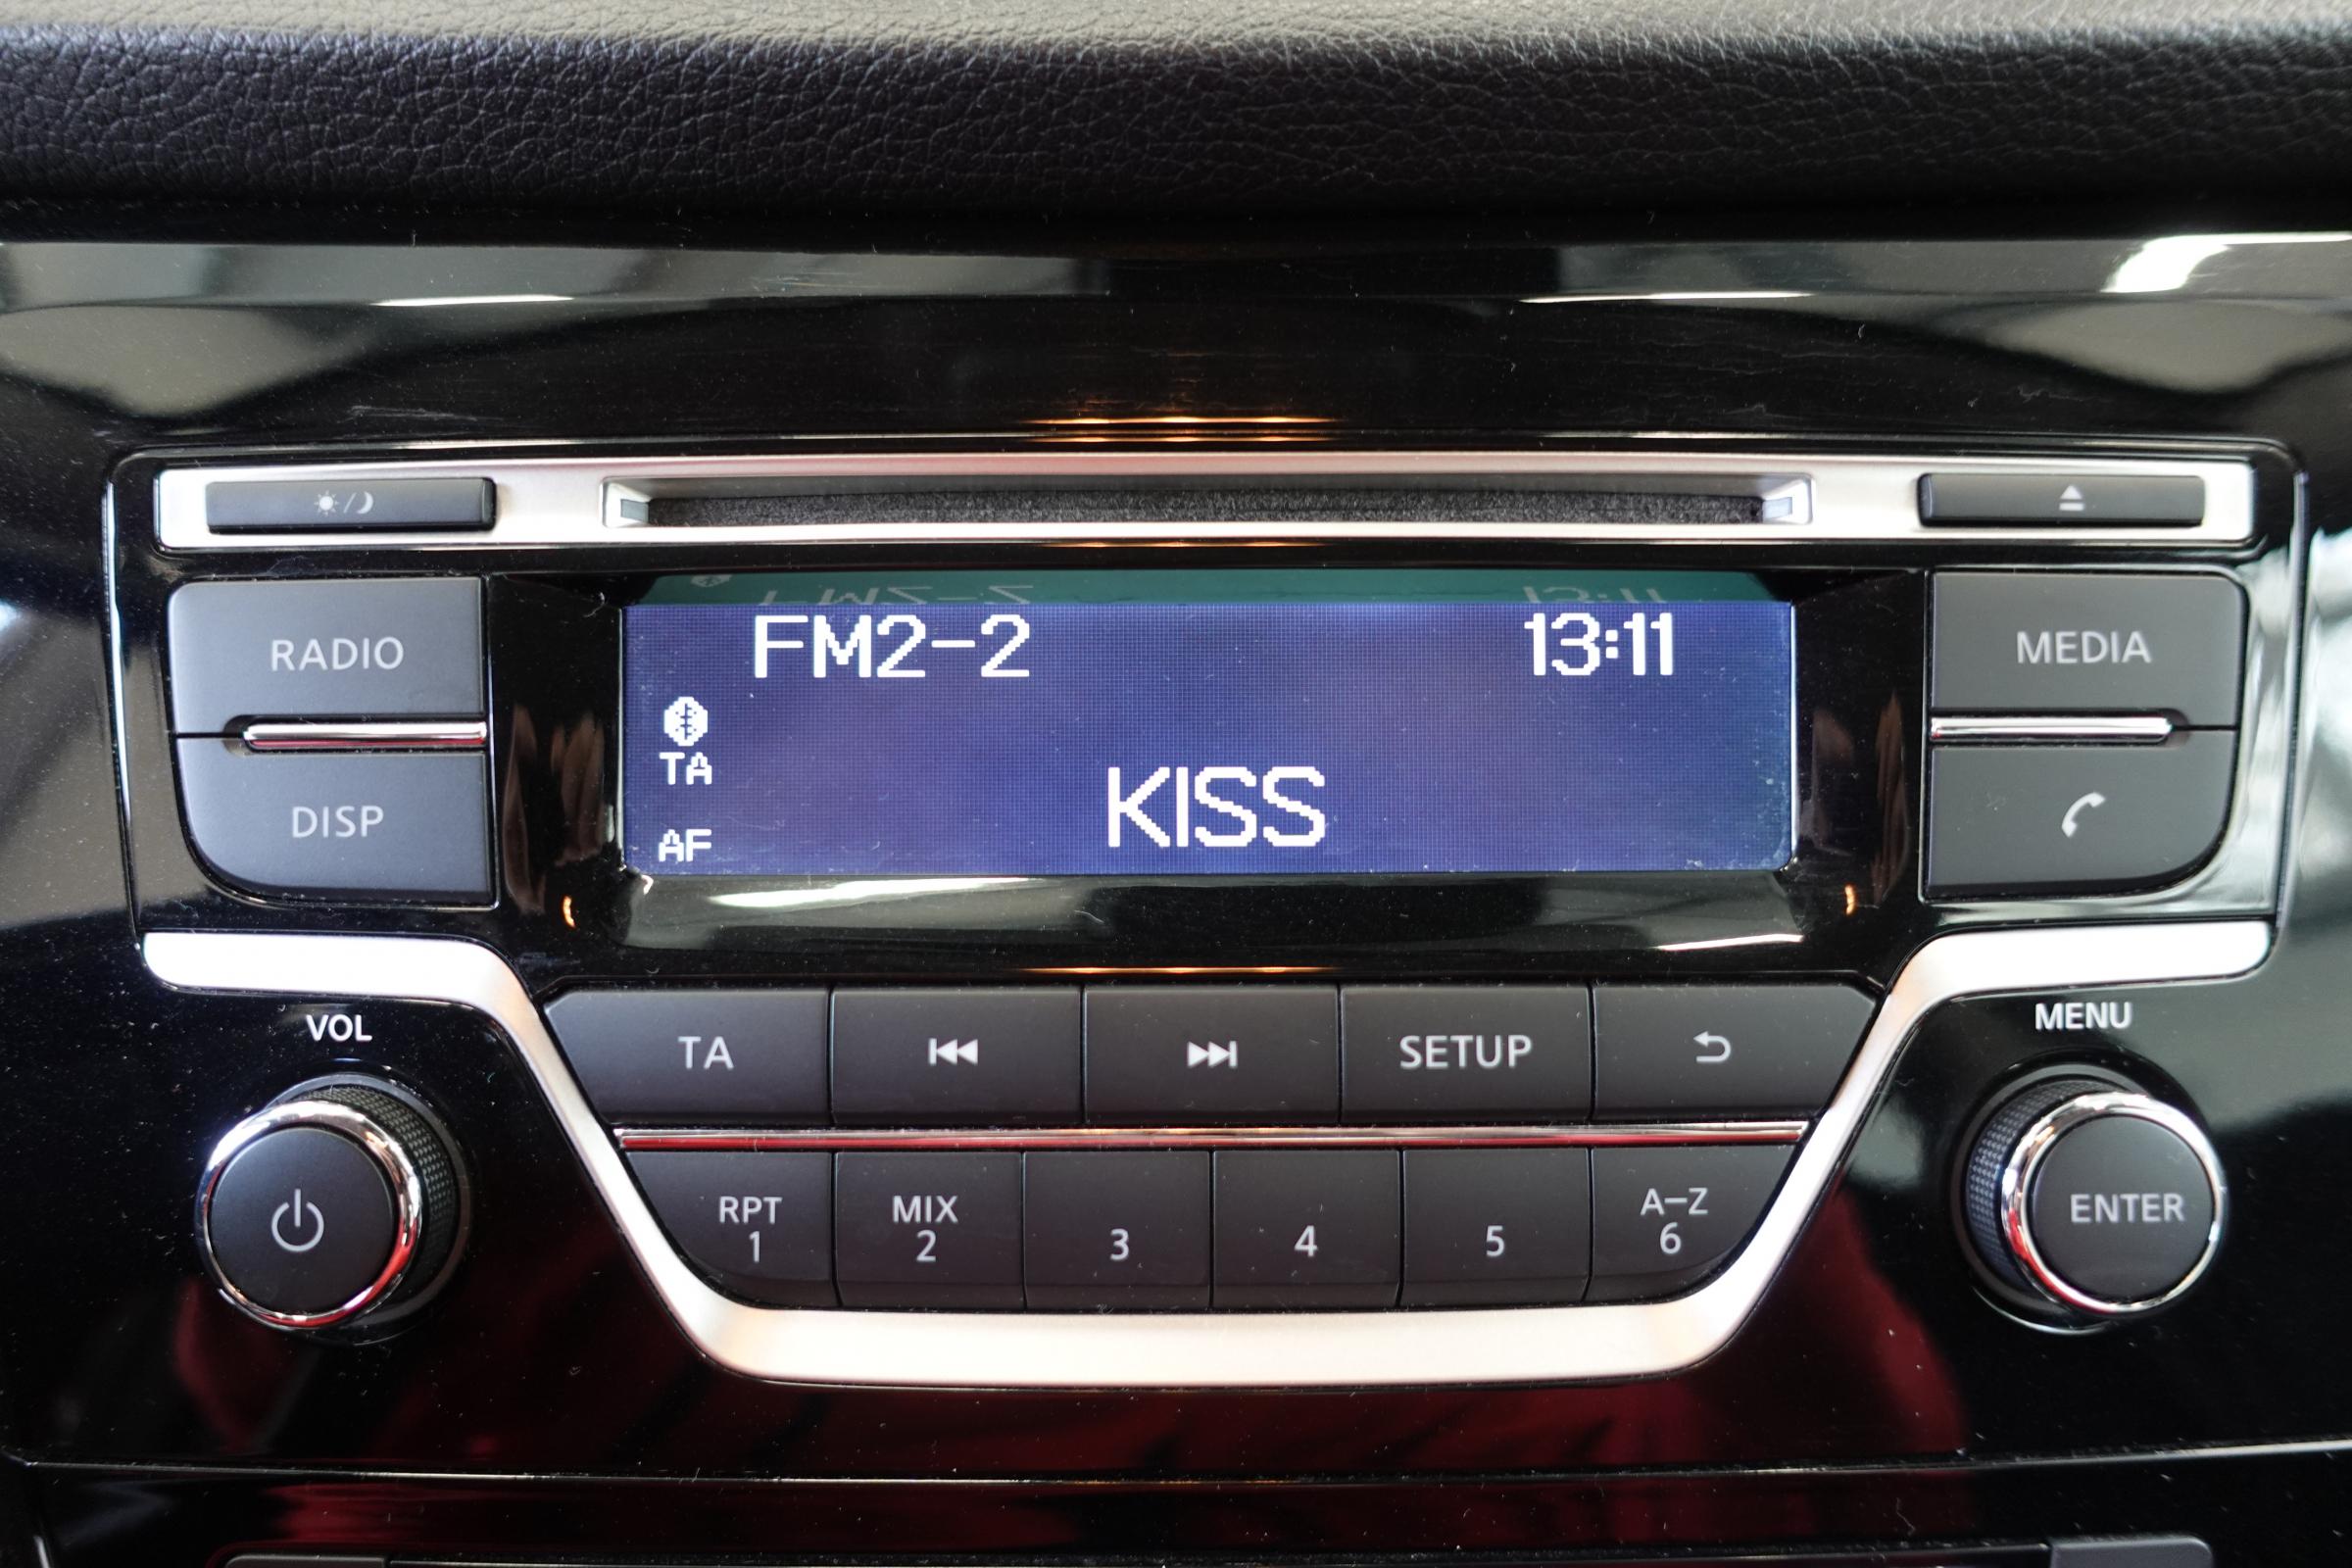 FM2-2 13:11
RADIO
MEDIA
TA
KISS
DISP
AF
VOL
MENU
TA
SETUP
RPT
1
MIX
2
3
4
5
A-Z
6
ENTER